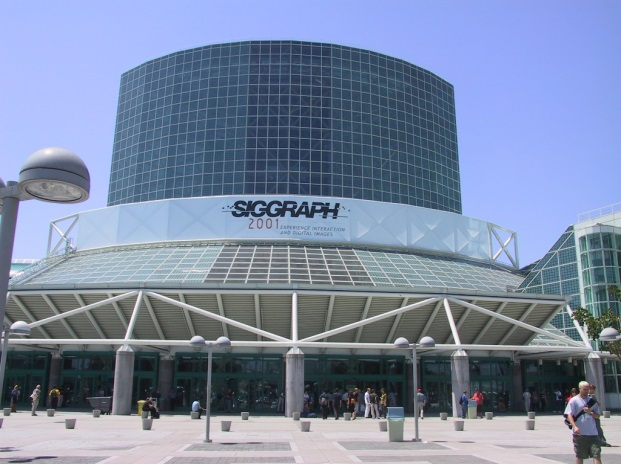 SIGGRAPH
2001 EXPERIENCE INTERACTION
AND DIGITAL IMAGES